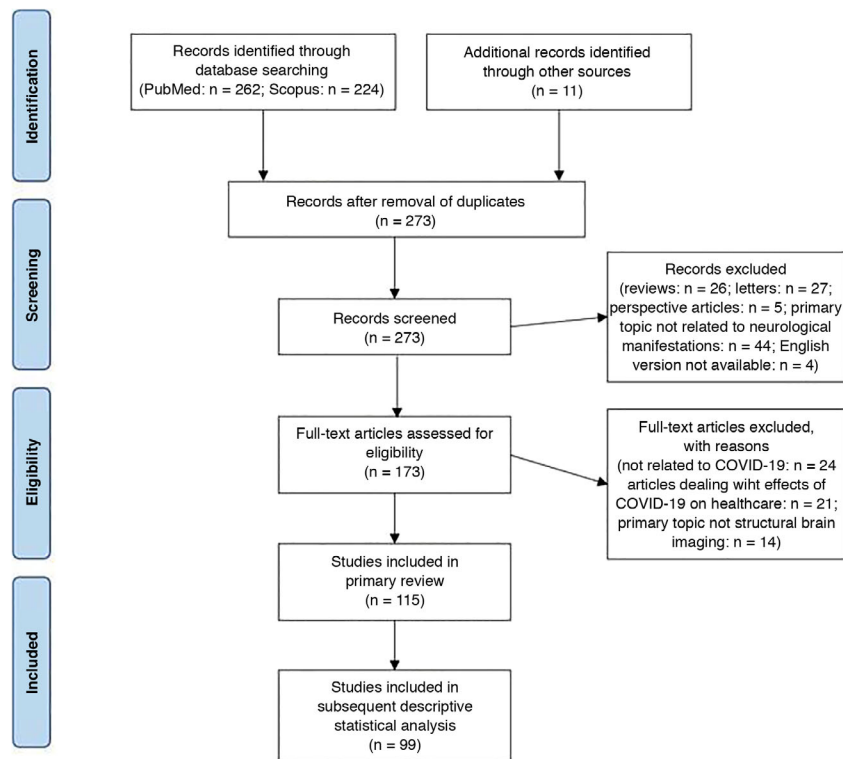 Identification
Records identified through
database searching
(PubMed: n = 262; Scopus: n = 224)
Additional records identified
through other sources
(n = 11)
Records after removal of duplicates
(n = 273)
Screening
Records screened
(n = 273)
Records excluded
(reviews: n = 26; letters: n = 27;
perspective articles: n = 5; primary
topic not related to neurological
manifestations: n = 44; English
version not available: n = 4)
Eligibility
Full-text articles assessed for
eligibility
(n = 173)
Full-text articles excluded,
with reasons
(not related to COVID-19: n = 24
articles dealing wiht effects of
COVID-19 on healthcare: n = 21;
primary topic not structural brain
imaging: n = 14)
Included
Studies included in
primary review
(n = 115)
Studies included in
subsequent descriptive
statistical analysis
(n = 99)